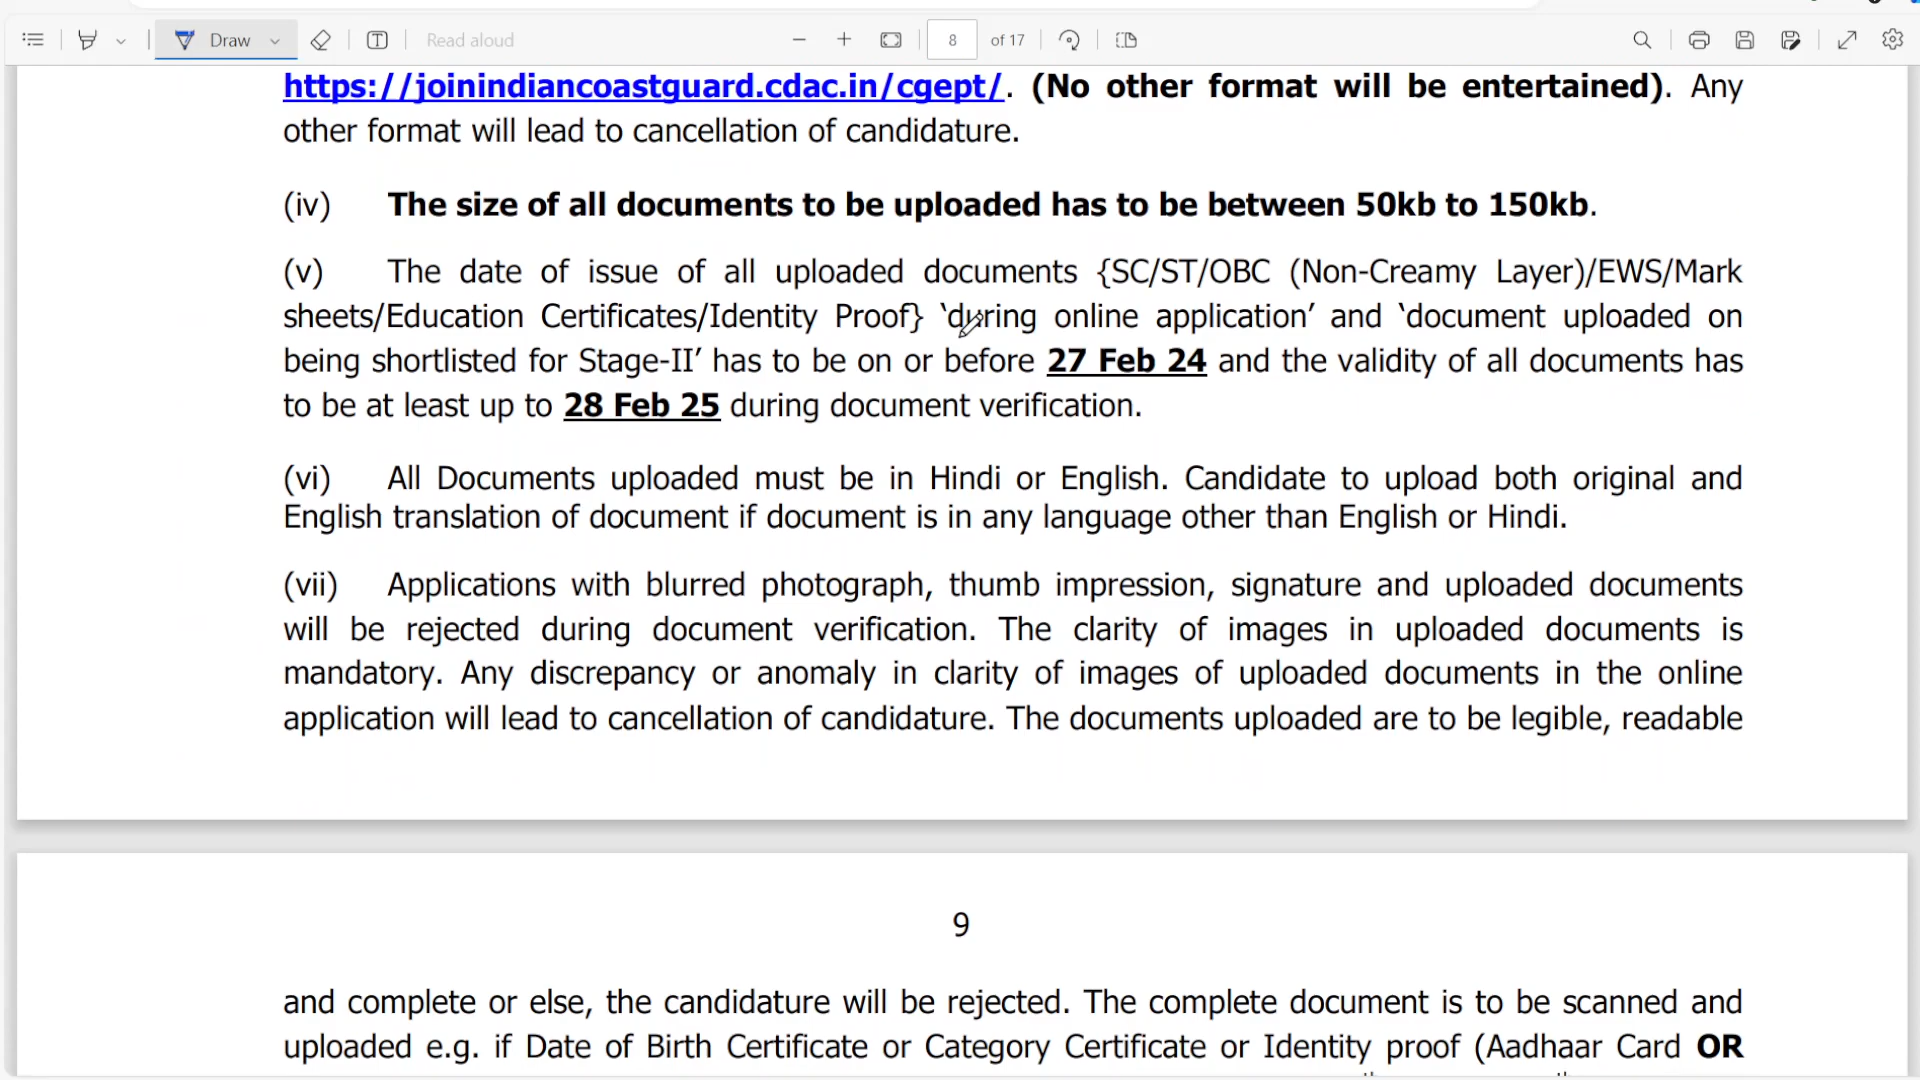 Draw
Read aloud
8
of 17
https://joinindiancoastguard.cdac.in/cgept/. (No other format will be entertained). Any
other format will lead to cancellation of candidature.
(iv) The size of all documents to be uploaded has to be between 50kb to 150kb.
(v) The date of issue of all uploaded documents {SC/ST/OBC (Non-Creamy Layer)/EWS/Mark
sheets/Education Certificates/Identity Proof} ‘during online application’ and ‘document uploaded on
being shortlisted for Stage-II’ has to be on or before 27 Feb 24 and the validity of all documents has
to be at least up to 28 Feb 25 during document verification.
(vi) All Documents uploaded must be in Hindi or English. Candidate to upload both original and
English translation of document if document is in any language other than English or Hindi.
(vii) Applications with blurred photograph, thumb impression, signature and uploaded documents
will be rejected during document verification. The clarity of images in uploaded documents is
mandatory. Any discrepancy or anomaly in clarity of images of uploaded documents in the online
application will lead to cancellation of candidature. The documents uploaded are to be legible, readable
9
and complete or else, the candidature will be rejected. The complete document is to be scanned and
uploaded e.g. if Date of Birth Certificate or Category Certificate or Identity proof (Aadhaar Card OR